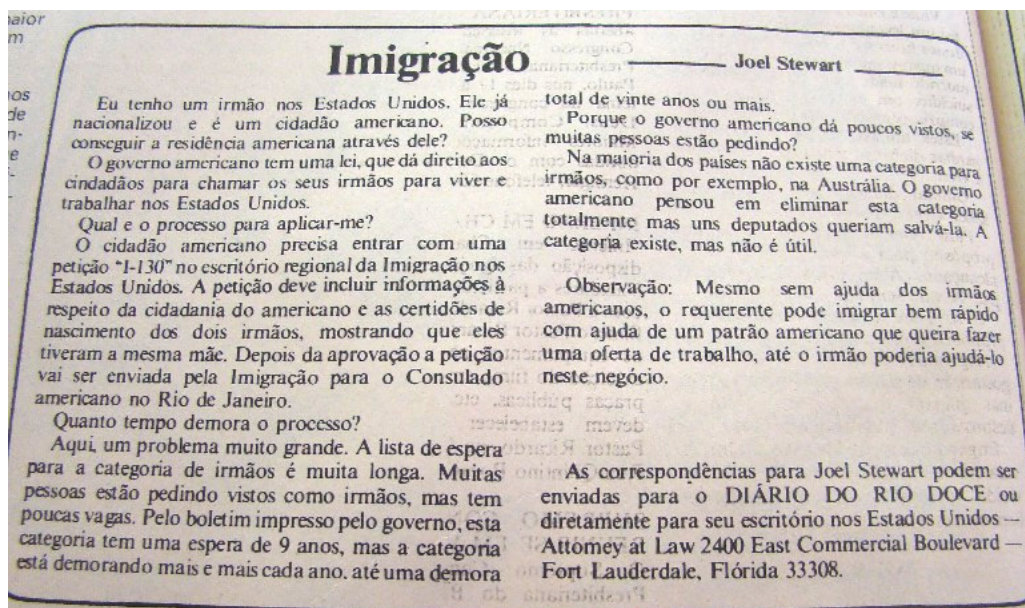 aior
m
os
de
n-
e
Imigração
Joel Stewart
Eu tenho um irmão nos Estados Unidos. Ele já
nacionalizou e é um cidadão americano. Posso
conseguir a residência americana através dele?
O governo americano tem uma lei, que dá direito aos
cindadãos para chamar os seus irmãos para viver e
trabalhar nos Estados Unidos.
Qual e o processo para aplicar-me?
O cidadão americano precisa entrar com uma
petição "I-130" no escritório regional da Imigração nos
Estados Unidos. A petição deve incluir informações à
respeito da cidadania do americano e as certidões de
nascimento dos dois irmãos, mostrando que eles
tiveram a mesma mãe. Depois da aprovação a petição
vai ser enviada pela Imigração para o Consulado
americano no Rio de Janeiro.
Quanto tempo demora o processo?
Aqui, um problema muito grande. A lista de espera
para a categoria de irmãos é muita longa. Muitas
pessoas estão pedindo vistos como irmãos, mas tem
poucas vagas. Pelo boletim impresso pelo governo, esta
categoria tem uma espera de 9 anos, mas a categoria
está demorando mais e mais cada ano. até uma demora
total de vinte anos ou mais.
Porque o governo americano dá poucos vistos, se
muitas pessoas estão pedindo?
Na maioria dos países não existe uma categoria para
irmãos, como por exemplo, na Austrália. O governo
americano pensou em eliminar esta categoria
totalmente mas uns deputados queriam salvá-la. A
categoria existe, mas não é útil.
Observação: Mesmo sem ajuda dos irmãos
americanos, o requerente pode imigrar bem rápido
com ajuda de um patrão americano que queira fazer
uma oferta de trabalho, até o irmão poderia ajudá-lo
neste negócio.
As correspondências para Joel Stewart podem ser
enviadas para o DIÁRIO DO RIO DOCE ou
diretamente para seu escritório nos Estados Unidos —
Attorney at Law 2400 East Commercial Boulevard —
Fort Lauderdale, Flórida 33308.